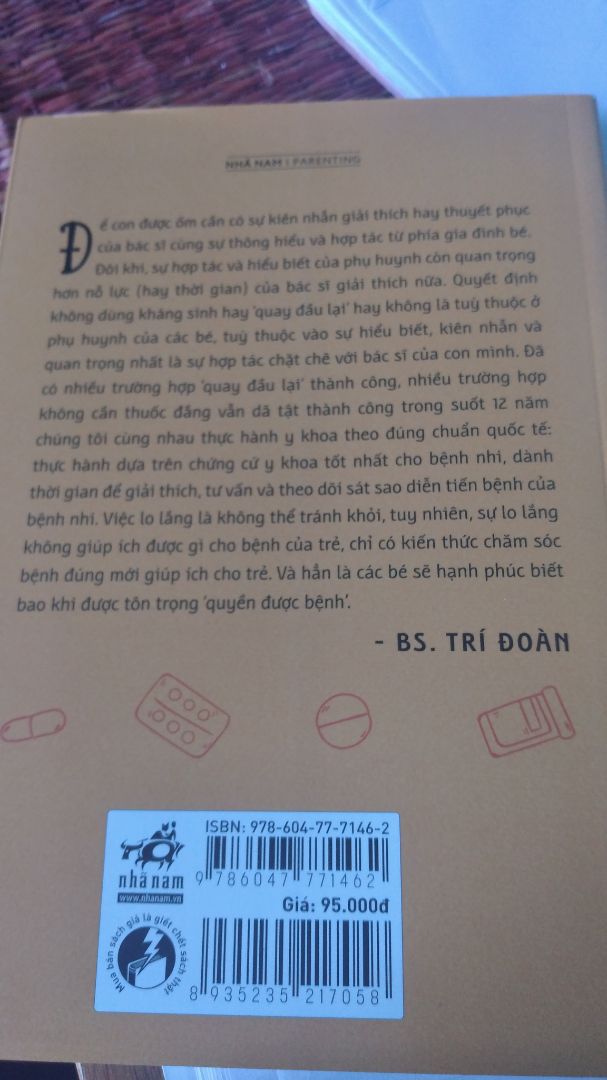 NHÃ NAM | PARENTING
Để con được ốm cần có sự kiên nhẫn giải thích hay thuyết phục
của bác sĩ cùng sự thông hiểu và hợp tác từ phía gia đình bé.
Đôi khi, sự hợp tác và hiểu biết của phụ huynh còn quan trọng
hơn nỗ lực (hay thời gian) của bác sĩ giải thích nữa. Quyết định
không dùng kháng sinh hay 'quay đầu lại' hay không là tuỳ thuộc ở
phụ huynh của các bé, tuỳ thuộc vào sự hiểu biết, kiên nhẫn và
quan trọng nhất là sự hợp tác chặt chẽ với bác sĩ của con mình. Đã
có nhiều trường hợp 'quay đầu lại' thành công, nhiều trường hợp
không cần thuốc đắng vẫn dã tật thành công trong suốt 12 năm
chúng tôi cùng nhau thực hành y khoa theo đúng chuẩn quốc tế:
thực hành dựa trên chứng cứ y khoa tốt nhất cho bệnh nhi, dành
thời gian để giải thích, tư vấn và theo dõi sát sao diễn tiến bệnh của
bệnh nhi. Việc lo lắng là không thể tránh khỏi, tuy nhiên, sự lo lắng
không giúp ích được gì cho bệnh của trẻ, chỉ có kiến thức chăm sóc
bệnh đúng mới giúp ích cho trẻ. Và hẳn là các bé sẽ hạnh phúc biết
bao khi được tôn trọng 'quyền được bệnh'.
- BS. TRÍ ĐOÀN
ISBN: 978-604-77-7146-2
9 786047 771462
nhã nam
www.nhanam.vn
Giá: 95.000đ
Mua bán sách giả là giết chết sách thật
8 935235 217058